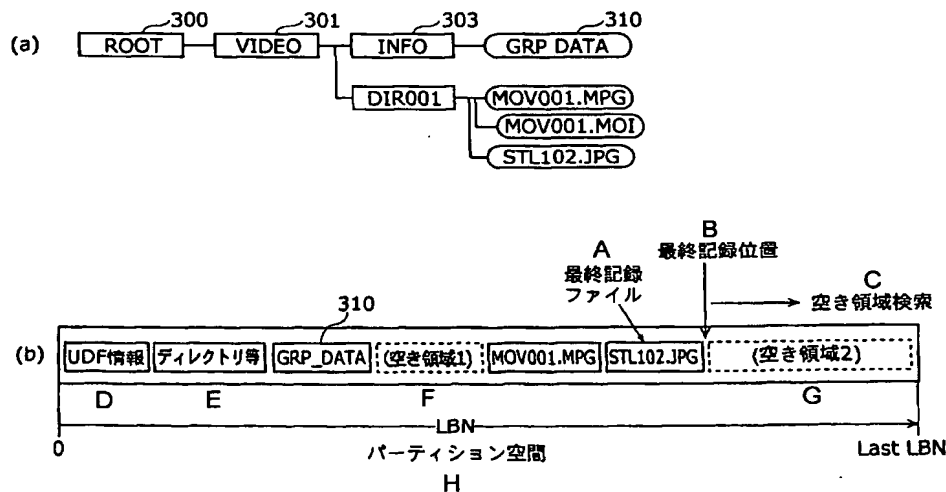 300 301 303 310
(a) ROOT VIDEO INFO GRP DATA
DIR001 MOV001.MPG
MOV001.MOI
STL102.JPG
B
最終記録位置
A
最終記録
ファイル
C
空き領域検索
310
(b) UDF情報 ディレクトリ等 GRP_DATA (空き領域1) MOV001.MPG STL102.JPG (空き領域2)
D E F G
LBN
0 パーティション空間 Last LBN
H